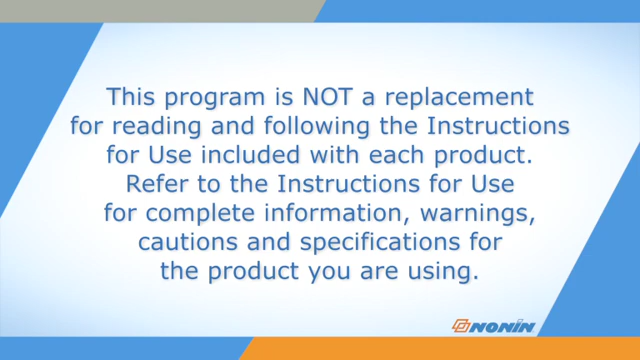 This program is NOT a replacement
for reading and following the Instructions
for Use included with each product.
Refer to the Instructions for Use
for complete information, warnings,
cautions and specifications for
the product you are using.
NONIN